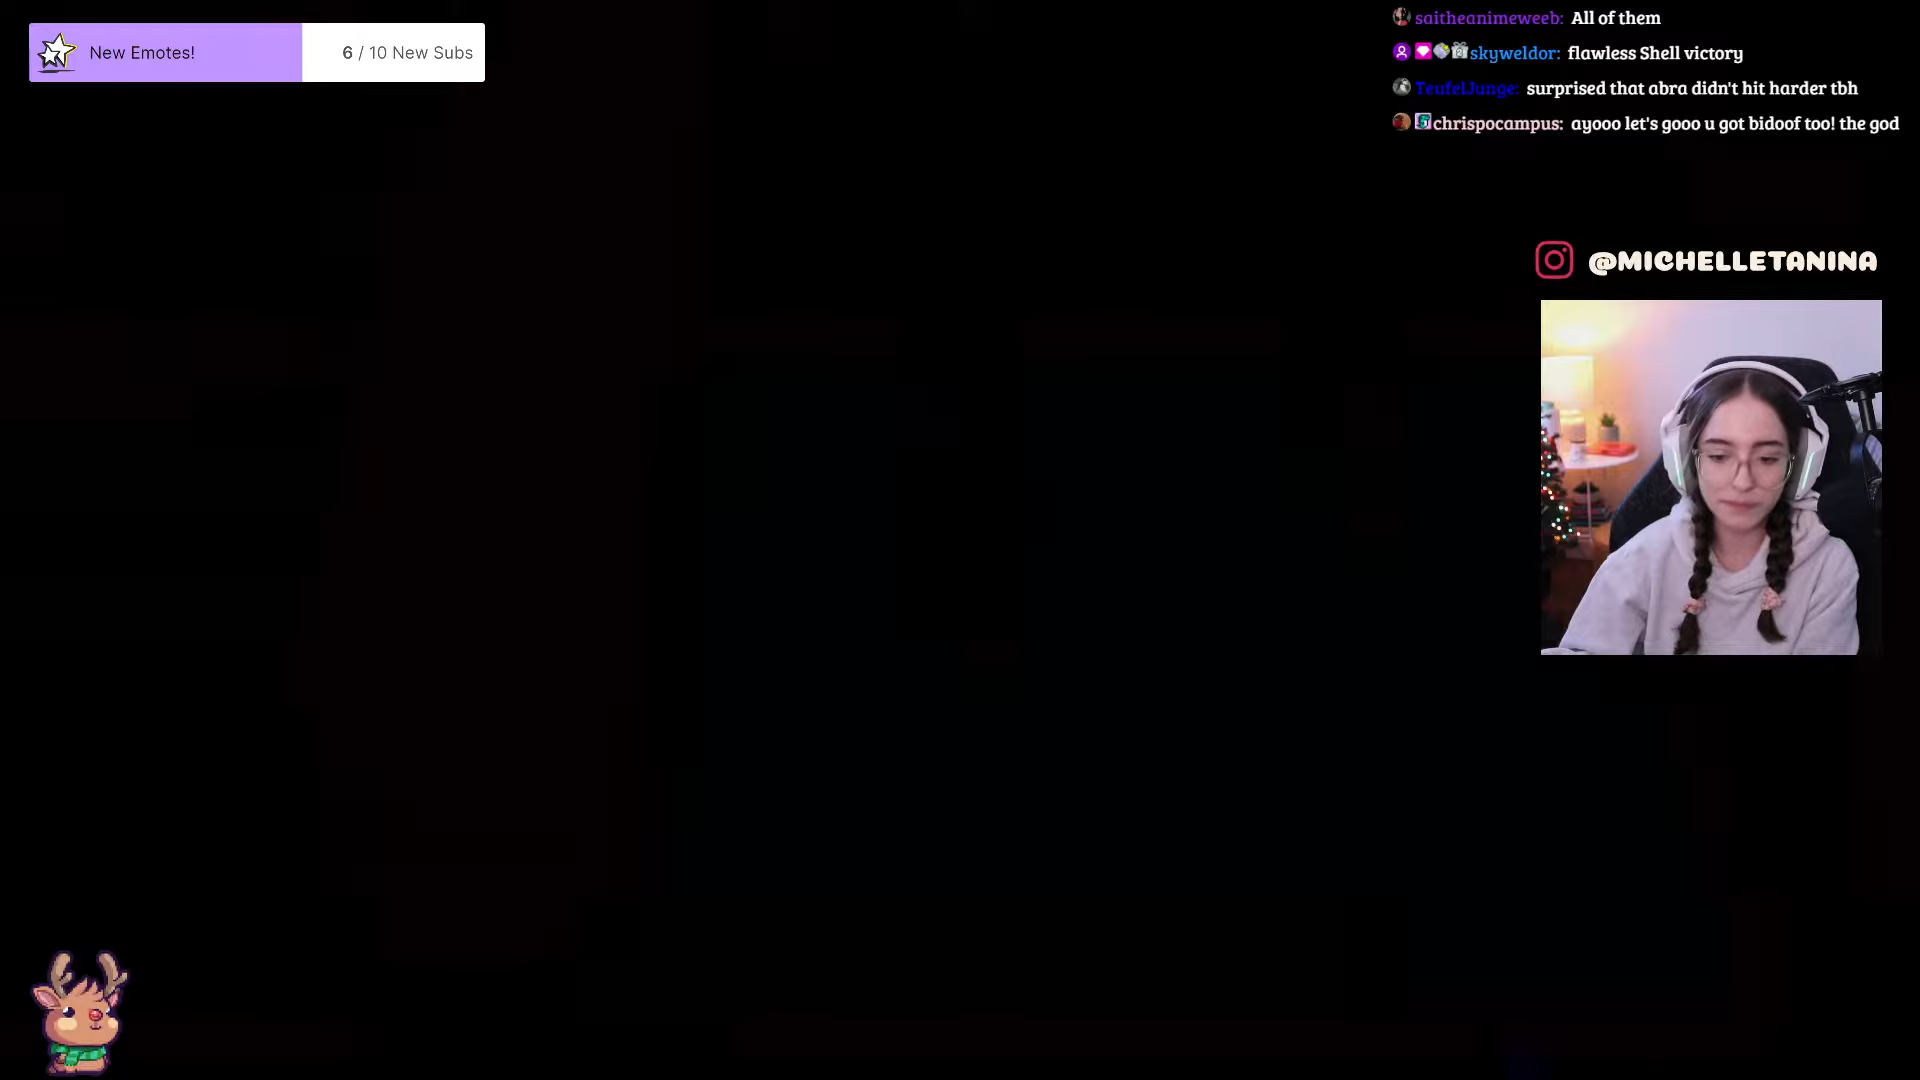 New Emotes!
6 / 10 New Subs
saitheanimeweeb: All of them
skyweldor: flawless Shell victory
TeufelJunge: surprised that abra didn't hit harder tbh
chrispocampus: ayooo let's gooo u got bidoof too! the god
@MICHELLETANINA